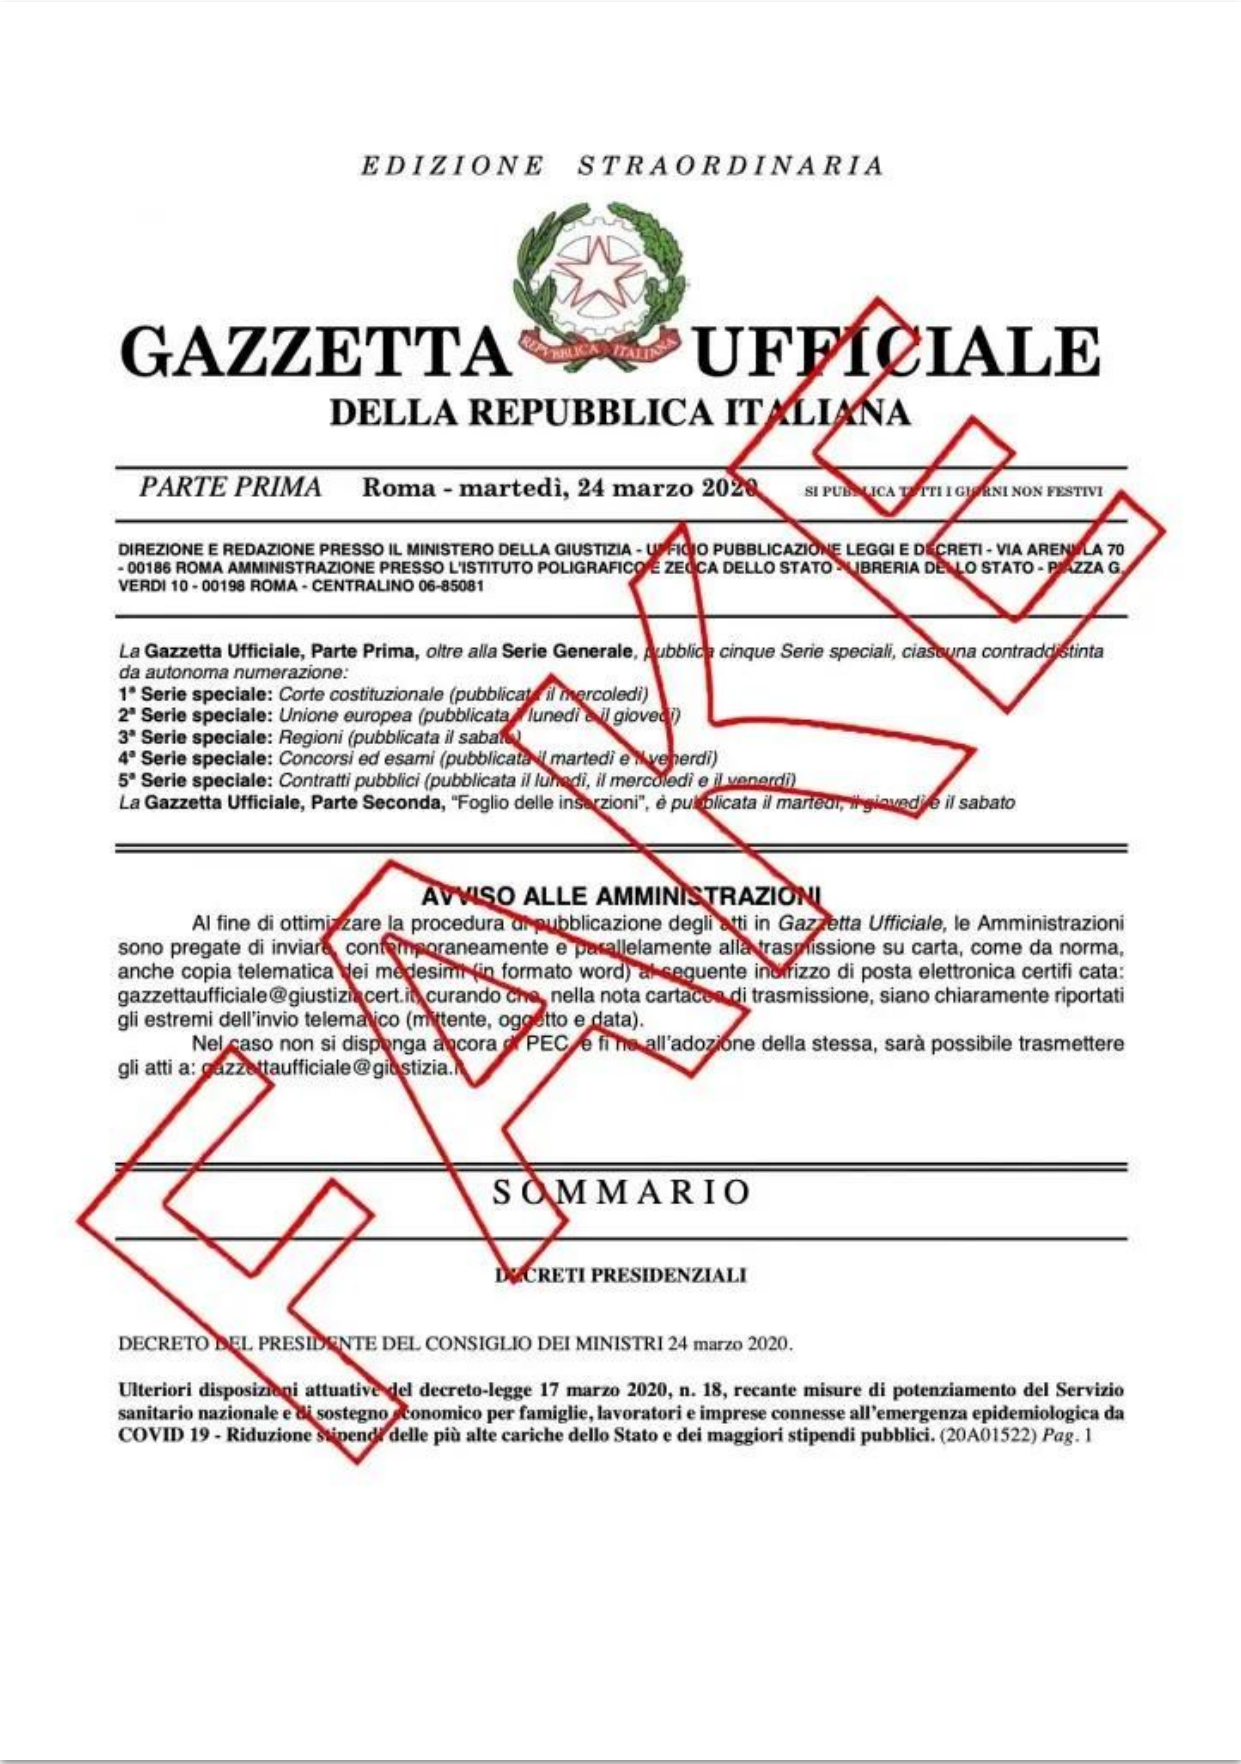 EDIZIONE STRAORDINARIA
REPVBBLICA ITALIANA
GAZZETTA UFFICIALE
DELLA REPUBBLICA ITALIANA
PARTE PRIMA Roma - martedì, 24 marzo 2020 SI PUBBLICA TUTTI I GIORNI NON FESTIVI
DIREZIONE E REDAZIONE PRESSO IL MINISTERO DELLA GIUSTIZIA - UFFICIO PUBBLICAZIONE LEGGI E DECRETI - VIA ARENULA 70
- 00186 ROMA AMMINISTRAZIONE PRESSO L'ISTITUTO POLIGRAFICO E ZECCA DELLO STATO - LIBRERIA DELLO STATO - PIAZZA G.
VERDI 10 - 00198 ROMA - CENTRALINO 06-85081
La Gazzetta Ufficiale, Parte Prima, oltre alla Serie Generale, pubblica cinque Serie speciali, ciascuna contraddistinta
da autonoma numerazione:
1ª Serie speciale: Corte costituzionale (pubblicata il mercoledì)
2ª Serie speciale: Unione europea (pubblicata il lunedì e il giovedì)
3ª Serie speciale: Regioni (pubblicata il sabato)
4ª Serie speciale: Concorsi ed esami (pubblicata il martedì e il venerdì)
5ª Serie speciale: Contratti pubblici (pubblicata il lunedì, il mercoledì e il venerdì)
La Gazzetta Ufficiale, Parte Seconda, “Foglio delle inserzioni”, è pubblicata il martedì, il giovedì e il sabato
AVVISO ALLE AMMINISTRAZIONI
Al fine di ottimizzare la procedura di pubblicazione degli atti in Gazzetta Ufficiale, le Amministrazioni
sono pregate di inviare, contemporaneamente e parallelamente alla trasmissione su carta, come da norma,
anche copia telematica dei medesimi (in formato word) al seguente indirizzo di posta elettronica certifi cata:
gazzettaufficiale@giustiziacert.it, curando che, nella nota cartacea di trasmissione, siano chiaramente riportati
gli estremi dell’invio telematico (mittente, oggetto e data).
Nel caso non si disponga ancora di PEC, e fi no all’adozione della stessa, sarà possibile trasmettere
gli atti a: gazzettaufficiale@giustizia.it
SOMMARIO
DECRETI PRESIDENZIALI
DECRETO DEL PRESIDENTE DEL CONSIGLIO DEI MINISTRI 24 marzo 2020.
Ulteriori disposizioni attuative del decreto-legge 17 marzo 2020, n. 18, recante misure di potenziamento del Servizio
sanitario nazionale e di sostegno economico per famiglie, lavoratori e imprese connesse all’emergenza epidemiologica da
COVID 19 - Riduzione stipendi delle più alte cariche dello Stato e dei maggiori stipendi pubblici. (20A01522) Pag. 1
FAKE